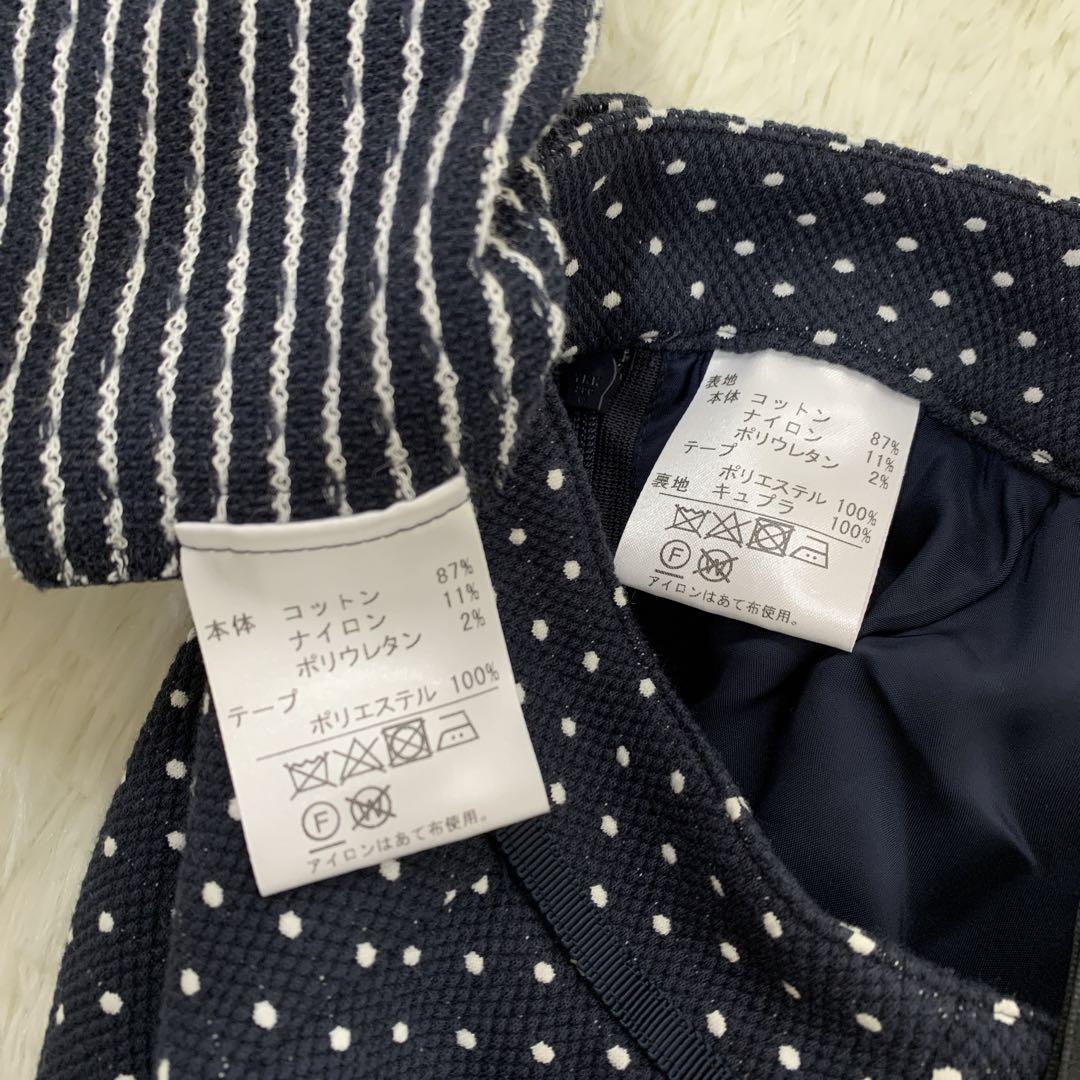 本体 コットン 87%
ナイロン 11%
ポリウレタン 2%
テープ
ポリエステル 100%
F W
アイロンはあて布使用。
表地
本体 コットン 87%
ナイロン 11%
ポリウレタン 2%
テープ
ポリエステル 100%
裏地 キュプラ 100%
F W
アイロンはあて布使用。